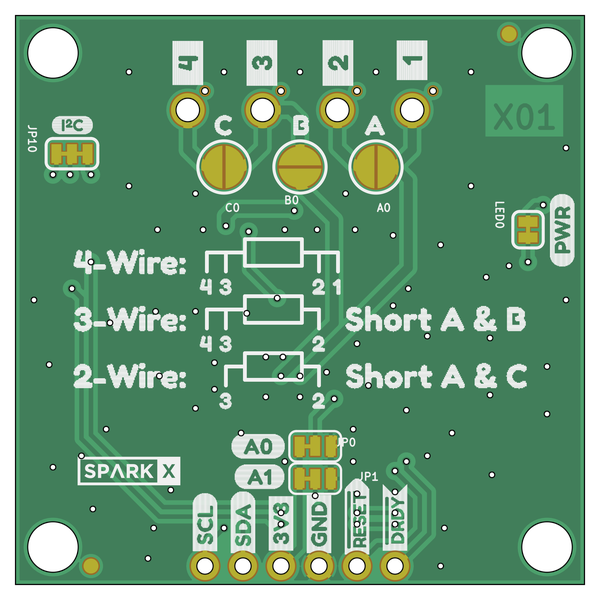 4 3 2 1
X01
I²C
JP10
C B A
C0 B0 A0
LED0
PWR
4-Wire:
4 3 2 1
3-Wire: Short A & B
4 3 2
2-Wire: Short A & C
3 2
A0
JP0
A1
JP1
SPARK X
SCL
SDA
3V3
GND
RESET
DRDY